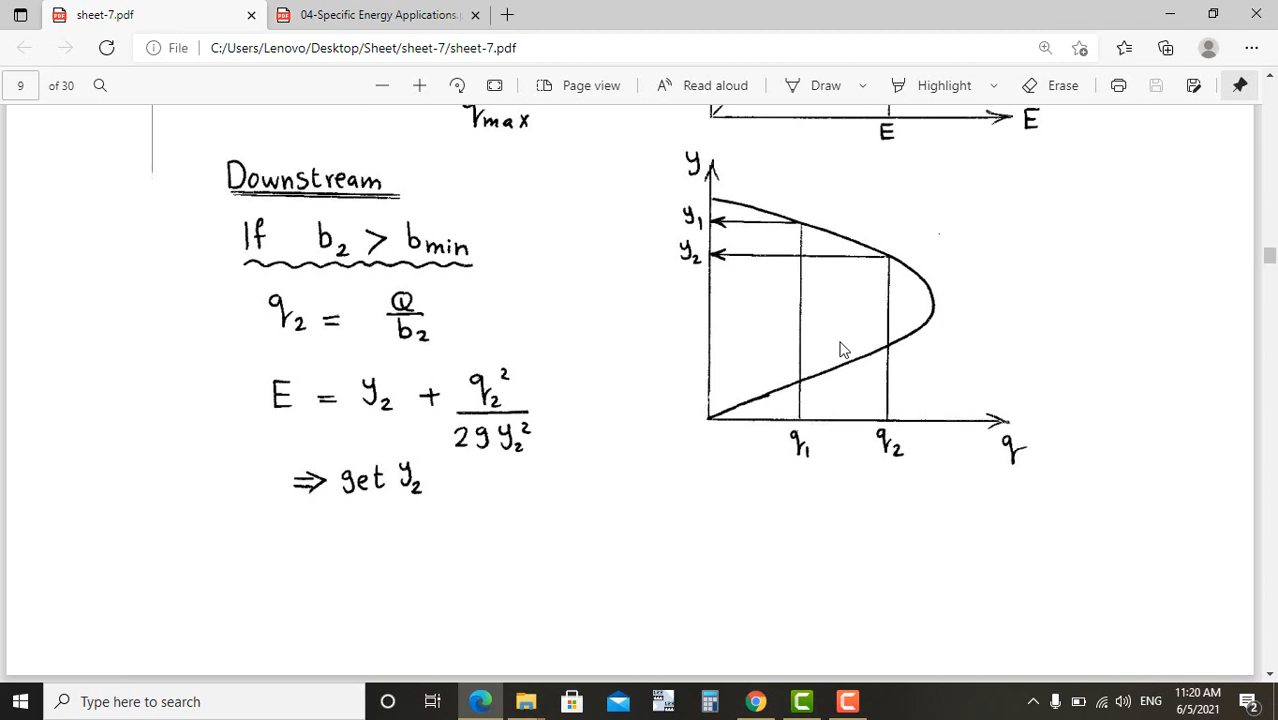 sheet-7.pdf
04-Specific Energy Applications.
File C:/Users/Lenovo/Desktop/Sheet/sheet-7/sheet-7.pdf
9 of 30 Page view Read aloud Draw Highlight Erase
qmax
E
E
Downstream
If b₂ > bmin
q₂ = Q/b₂
E = y₂ + q₂²/2gy₂²
⇒ get y₂
y
y₁
y₂
q₁ q₂ q
Type here to search
ENG
11:20 AM
6/5/2021
2